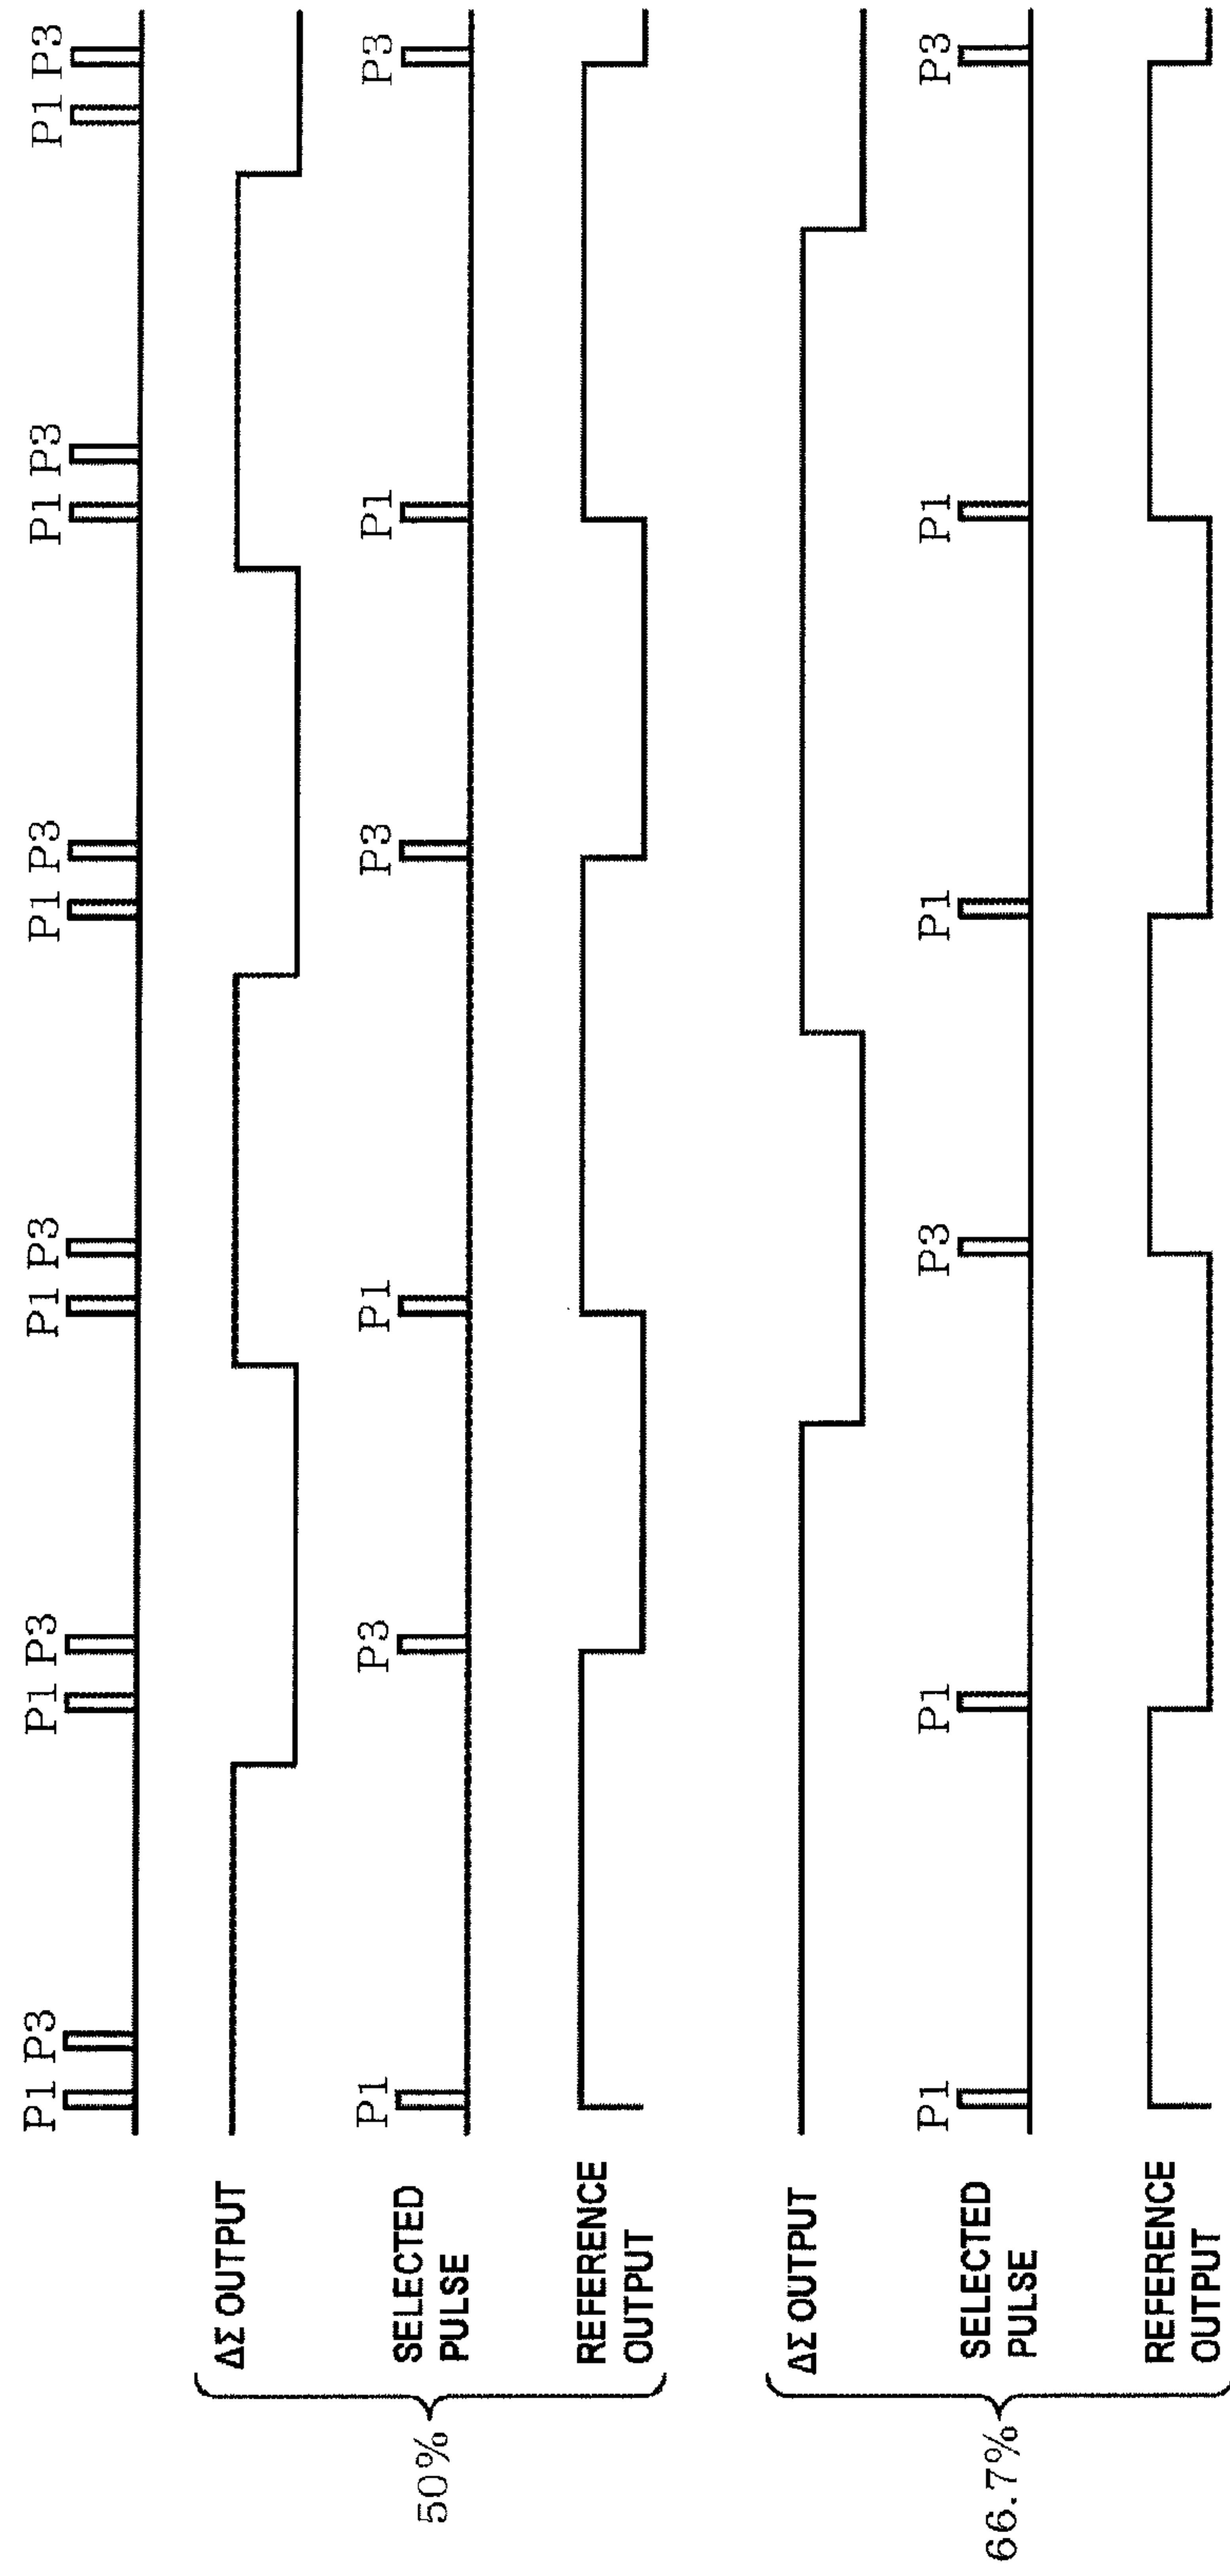 P1 P3 P1 P3 P1 P3 P1 P3 P1 P3 P1 P3
50%
ΔΣ OUTPUT
SELECTED
PULSE
P1 P3 P1 P3 P1 P3
REFERENCE
OUTPUT
66.7%
ΔΣ OUTPUT
SELECTED
PULSE
P1 P1 P3 P1 P1 P3
REFERENCE
OUTPUT